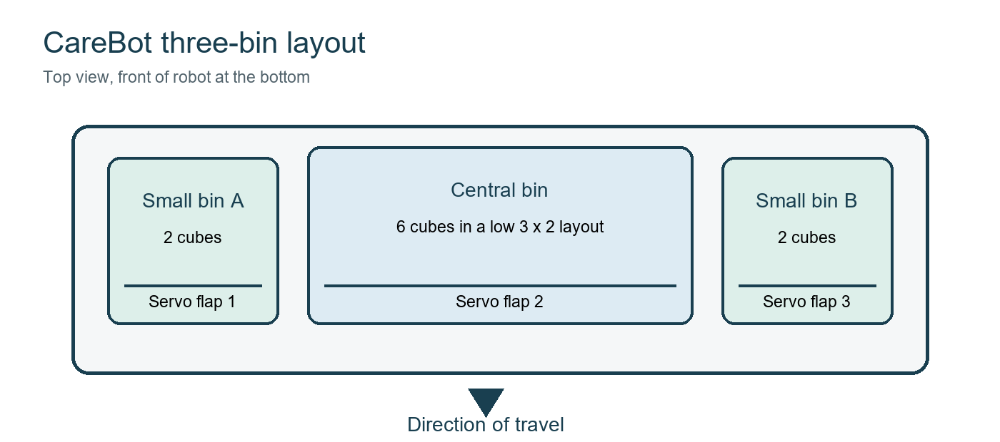 CareBot three-bin layout
Top view, front of robot at the bottom
Small bin A
2 cubes
Servo flap 1
Central bin
6 cubes in a low 3 x 2 layout
Servo flap 2
Small bin B
2 cubes
Servo flap 3
Direction of travel